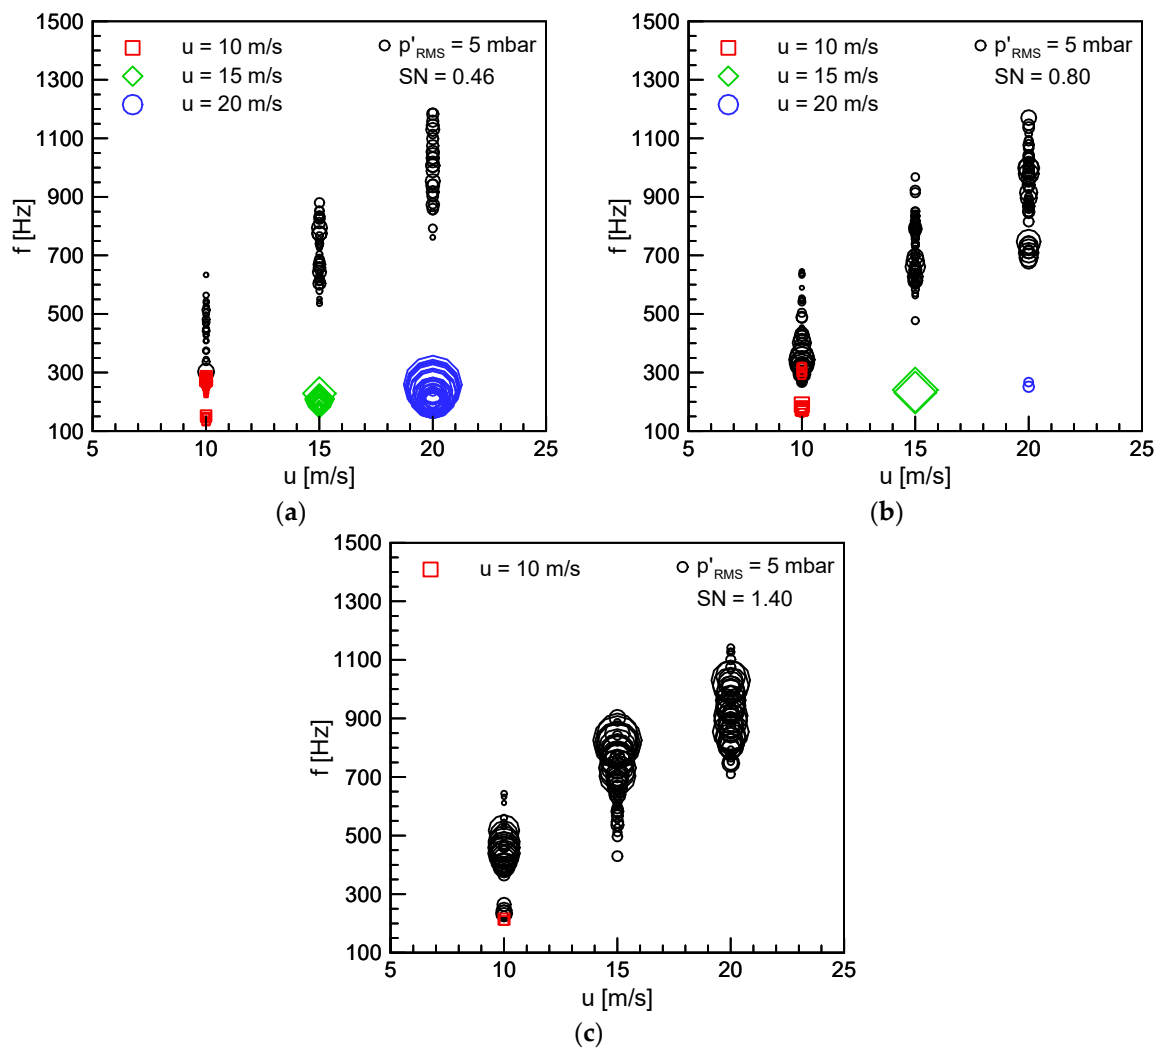 1500
1300
1100
900
700
500
300
100
f [Hz]
5
10
15
20
25
u [m/s]
u = 10 m/s
u = 15 m/s
u = 20 m/s
p'RMS = 5 mbar
SN = 0.46
(a)
1500
1300
1100
900
700
500
300
100
f [Hz]
5
10
15
20
25
u [m/s]
u = 10 m/s
u = 15 m/s
u = 20 m/s
p'RMS = 5 mbar
SN = 0.80
(b)
1500
1300
1100
900
700
500
300
100
f [Hz]
5
10
15
20
25
u [m/s]
u = 10 m/s
p'RMS = 5 mbar
SN = 1.40
(c)